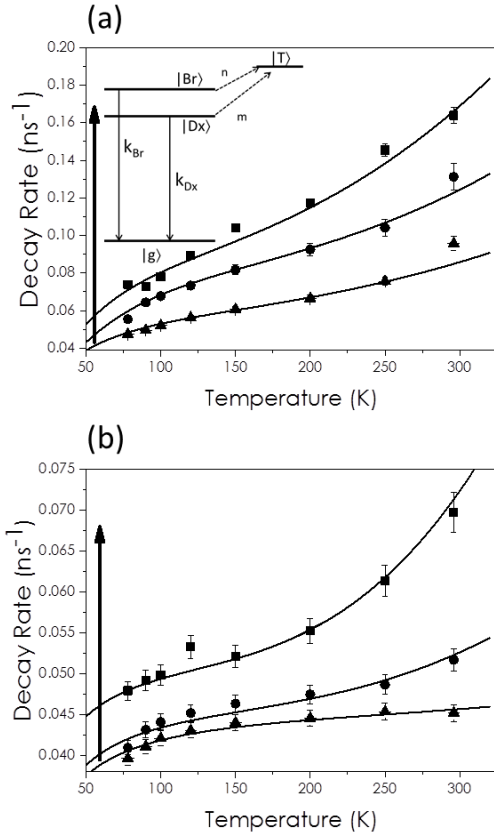 (a)
0.20
0.18
0.16
0.14
0.12
0.10
0.08
0.06
0.04
Decay Rate (ns⁻¹)
|T⟩
|Br⟩ n
|Dx⟩ m
k_Br
k_Dx
|g⟩
50 100 150 200 250 300
Temperature (K)
(b)
0.075
0.070
0.065
0.060
0.055
0.050
0.045
0.040
Decay Rate (ns⁻¹)
50 100 150 200 250 300
Temperature (K)